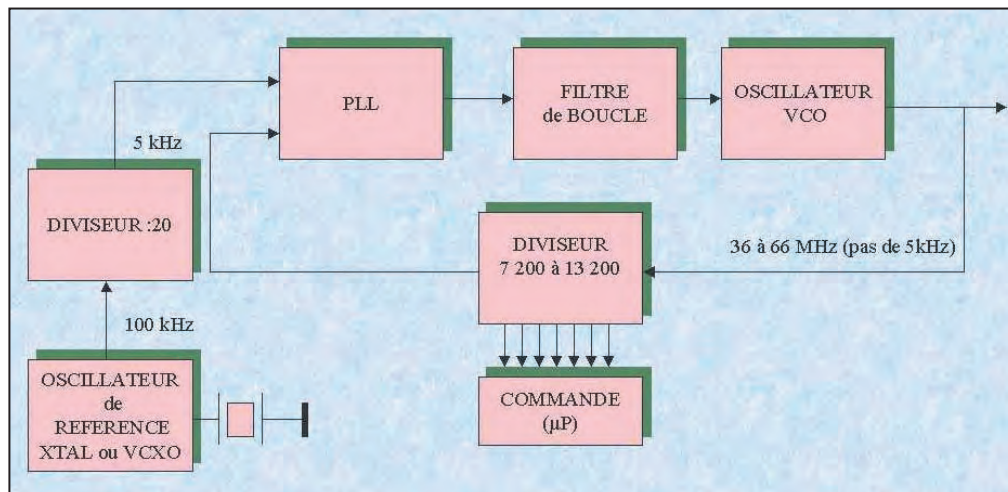 PLL
FILTRE
de BOUCLE
OSCILLATEUR
VCO
5 kHz
DIVISEUR :20
DIVISEUR
7 200 à 13 200
36 à 66 MHz (pas de 5kHz)
100 kHz
OSCILLATEUR
de
REFERENCE
XTAL ou VCXO
COMMANDE
(µP)